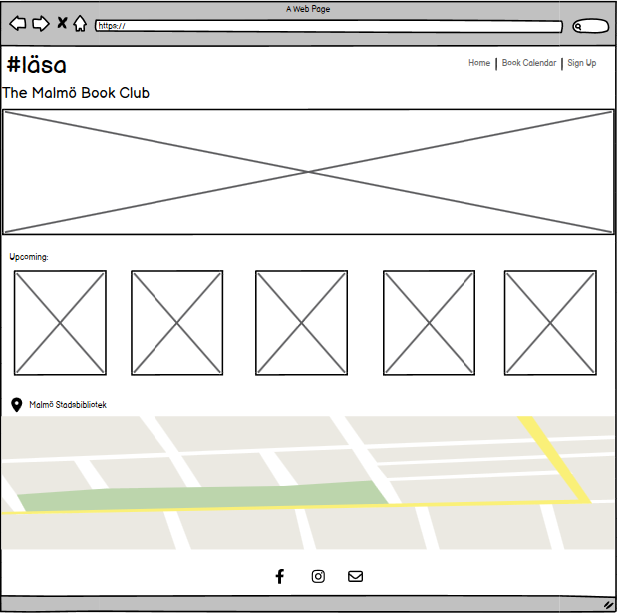 A Web Page
https://
#läsa
Home | Book Calendar | Sign Up
The Malmö Book Club
Upcoming:
Malmö Stadsbibliotek